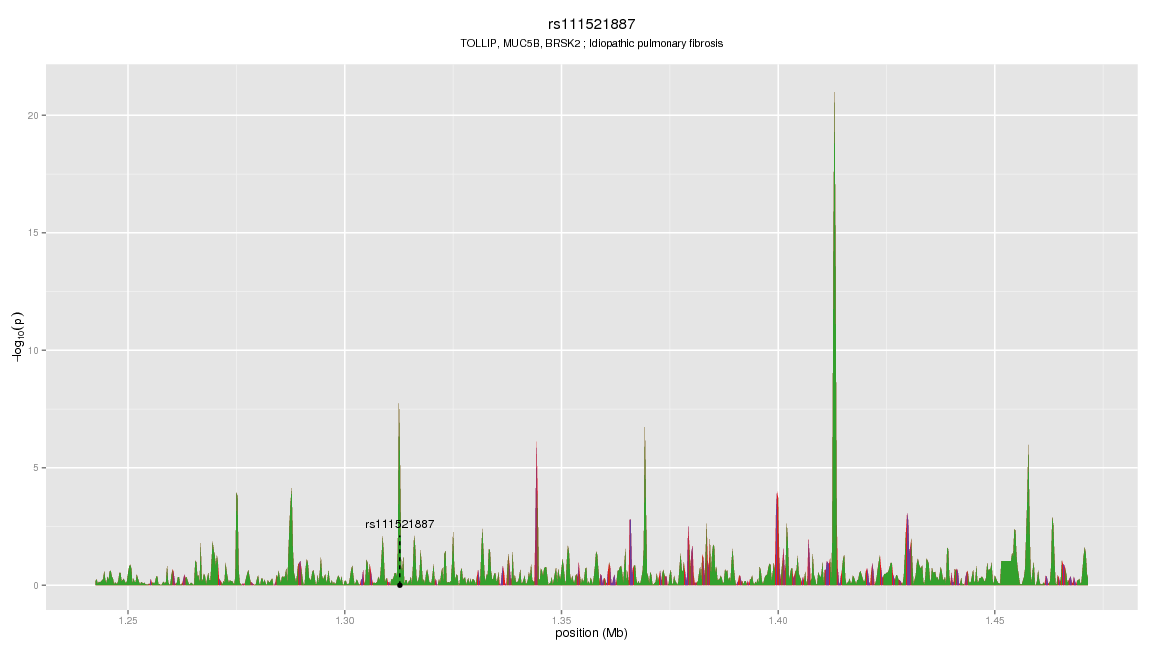 rs111521887
TOLLIP, MUC5B, BRSK2 ; Idiopathic pulmonary fibrosis
20
15
10
5
0
−log10(p)
rs111521887
1.25
1.30
1.35
1.40
1.45
position (Mb)